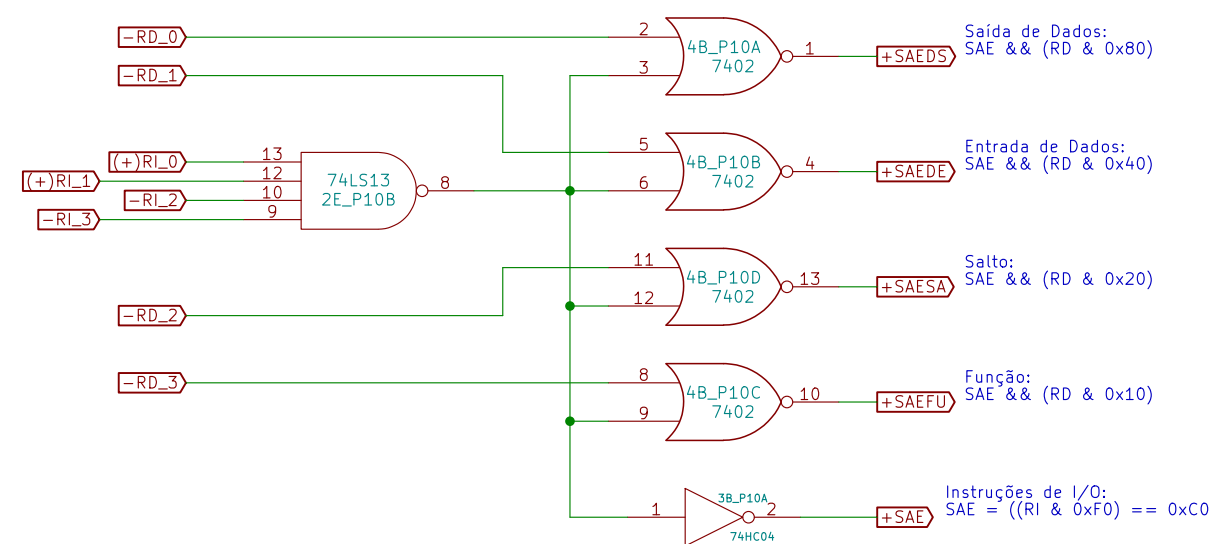 -RD_0
2
4B_P10A
7402
3
1
+SAEDS
Saída de Dados:
SAE && (RD & 0x80)
-RD_1
5
4B_P10B
7402
6
4
+SAEDE
Entrada de Dados:
SAE && (RD & 0x40)
(+)RI_0
13
(+)RI_1
12
-RI_2
10
-RI_3
9
74LS13
2E_P10B
8
11
4B_P10D
7402
12
13
+SAESA
Salto:
SAE && (RD & 0x20)
-RD_2
-RD_3
8
4B_P10C
7402
9
10
+SAEFU
Função:
SAE && (RD & 0x10)
1
3B_P10A
2
74HC04
+SAE
Instruções de I/O:
SAE = ((RI & 0xF0) == 0xC0